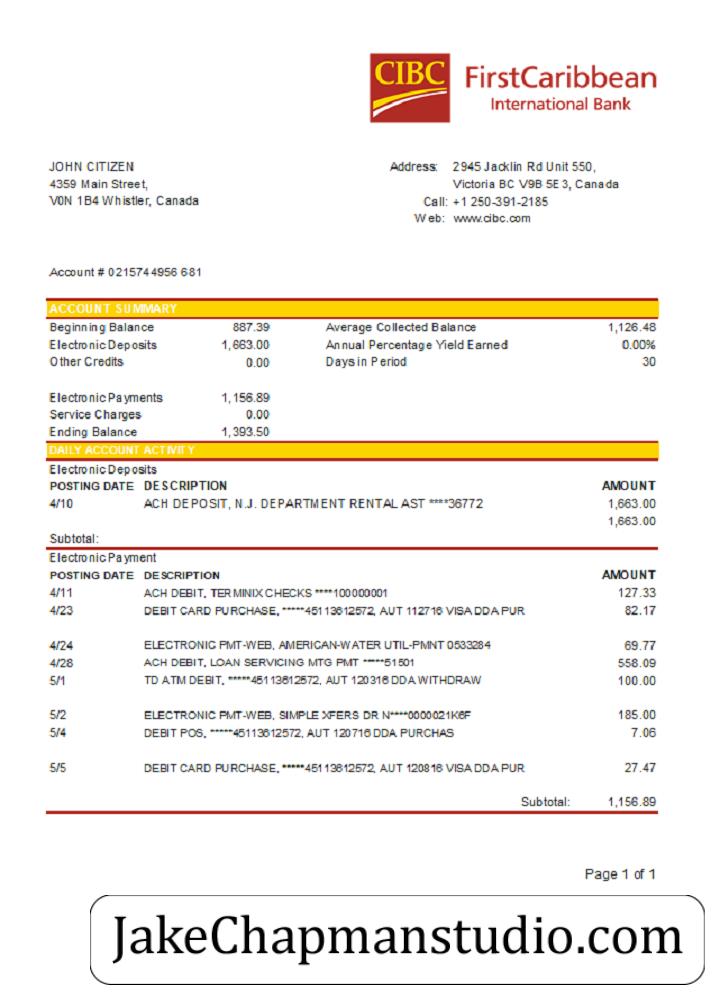 CIBC FirstCaribbean
International Bank
JOHN CITIZEN
4359 Main Street,
V0N 1B4 Whistler, Canada
Address: 2945 Jacklin Rd Unit 550,
Victoria BC V9B 5E3, Canada
Call: +1 250-391-2185
Web: www.cibc.com
Account # 0215744956 681
ACCOUNT SUMMARY
Beginning Balance 887.39 Average Collected Balance 1,126.48
Electronic Deposits 1,663.00 Annual Percentage Yield Earned 0.00%
Other Credits 0.00 Days in Period 30
Electronic Payments 1,156.89
Service Charges 0.00
Ending Balance 1,393.50
DAILY ACCOUNT ACTIVITY
Electronic Deposits
POSTING DATE DESCRIPTION AMOUNT
4/10 ACH DEPOSIT, N.J. DEPARTMENT RENTAL AST ****36772 1,663.00
1,663.00
Subtotal:
Electronic Payment
POSTING DATE DESCRIPTION AMOUNT
4/11 ACH DEBIT, TERMINIX CHECKS ****100000001 127.33
4/23 DEBIT CARD PURCHASE, *****45113612572, AUT 112716 VISA DDA PUR 82.17
4/24 ELECTRONIC PMT-WEB, AMERICAN-WATER UTIL-PMNT 0533284 69.77
4/28 ACH DEBIT, LOAN SERVICING MTG PMT *****51501 558.09
5/1 TD ATM DEBIT, *****45113612572, AUT 120316 DDA WITHDRAW 100.00
5/2 ELECTRONIC PMT-WEB, SIMPLE XFERS DR N****0000021K6F 185.00
5/4 DEBIT POS, *****45113612572, AUT 120716 DDA PURCHAS 7.06
5/5 DEBIT CARD PURCHASE, *****45113612572, AUT 120816 VISA DDA PUR 27.47
Subtotal: 1,156.89
Page 1 of 1
JakeChapmanstudio.com